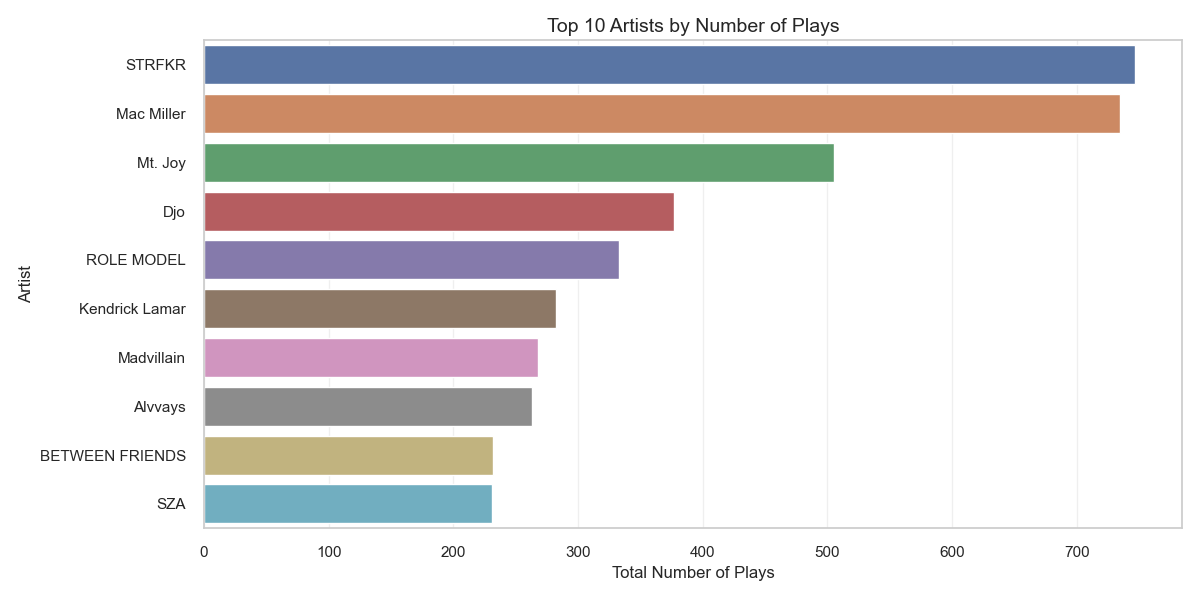 Top 10 Artists by Number of Plays
Artist
STRFKR
Mac Miller
Mt. Joy
Djo
ROLE MODEL
Kendrick Lamar
Madvillain
Alvvays
BETWEEN FRIENDS
SZA
0 100 200 300 400 500 600 700
Total Number of Plays